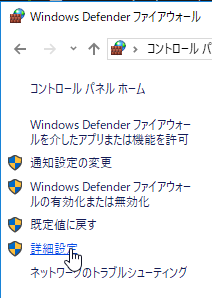 Windows Defender ファイアウォール
コントロール パ
コントロール パネル ホーム
Windows Defender ファイアウォー
ルを介したアプリまたは機能を許可
通知設定の変更
Windows Defender ファイアウォー
ルの有効化または無効化
既定値に戻す
詳細設定
ネットワークのトラブルシューティング